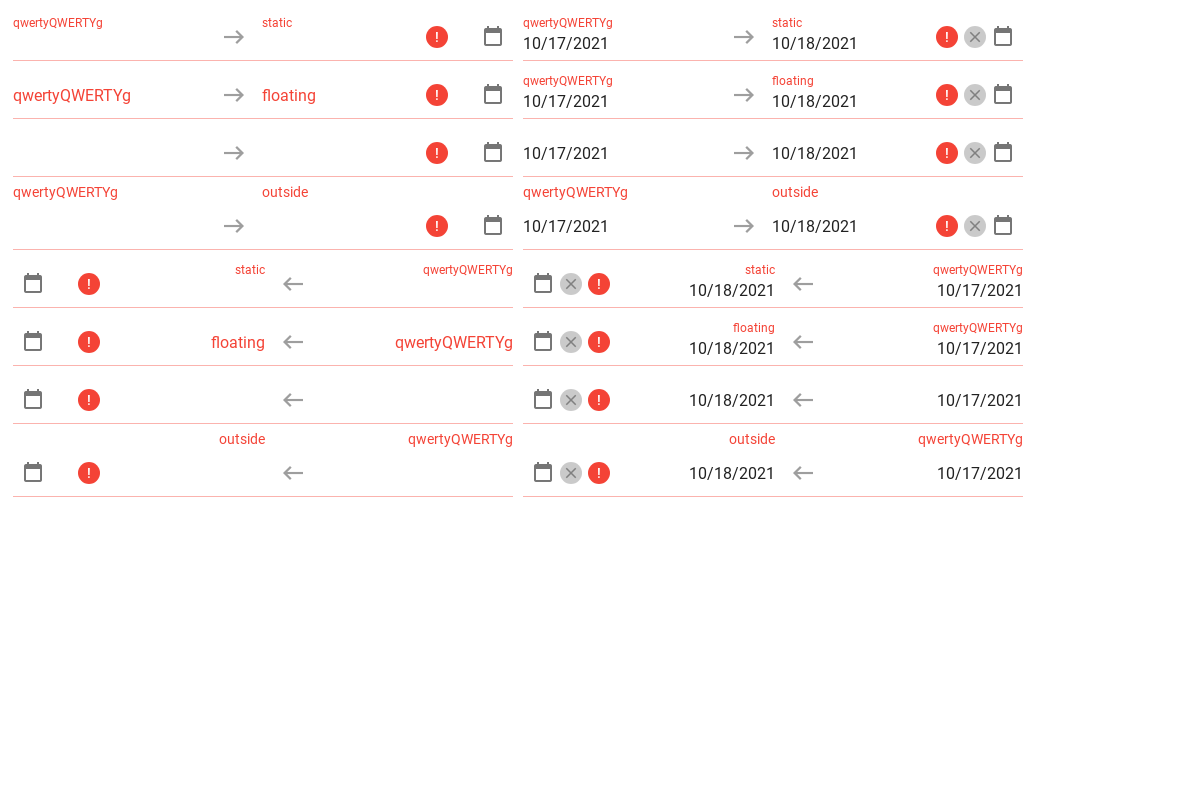 qwertyQWERTYg static qwertyQWERTYg static
10/17/2021 10/18/2021
qwertyQWERTYg floating qwertyQWERTYg floating
10/17/2021 10/18/2021
10/17/2021 10/18/2021
qwertyQWERTYg outside qwertyQWERTYg outside
10/17/2021 10/18/2021
static qwertyQWERTYg static qwertyQWERTYg
10/18/2021 10/17/2021
floating qwertyQWERTYg floating qwertyQWERTYg
10/18/2021 10/17/2021
10/18/2021 10/17/2021
outside qwertyQWERTYg outside qwertyQWERTYg
10/18/2021 10/17/2021